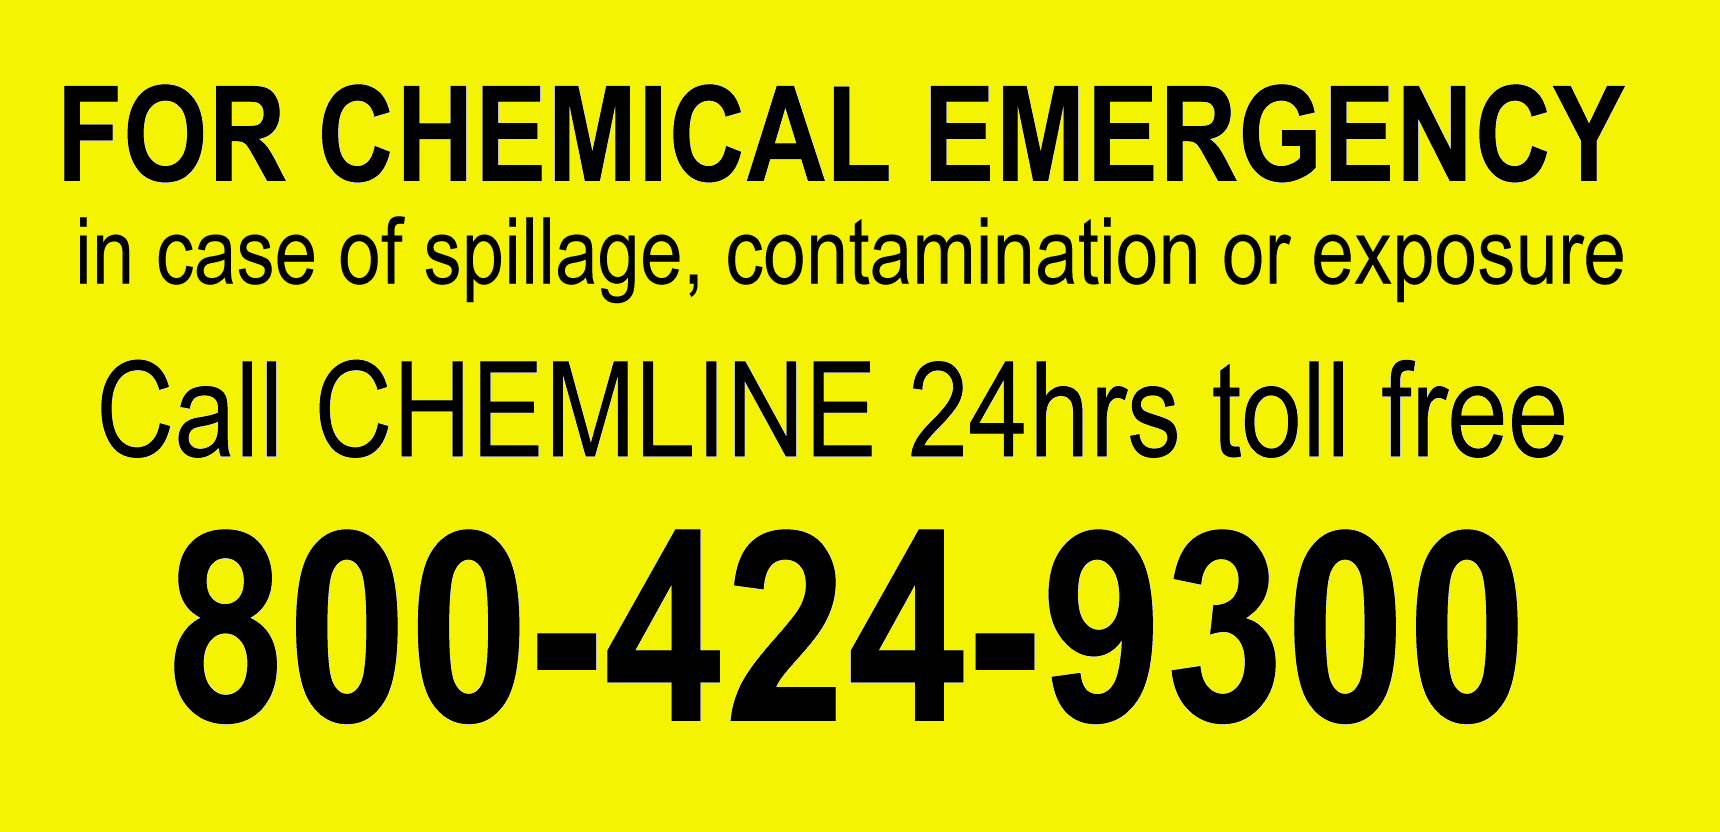 FOR CHEMICAL EMERGENCY
in case of spillage, contamination or exposure
Call CHEMLINE 24hrs toll free
800-424-9300